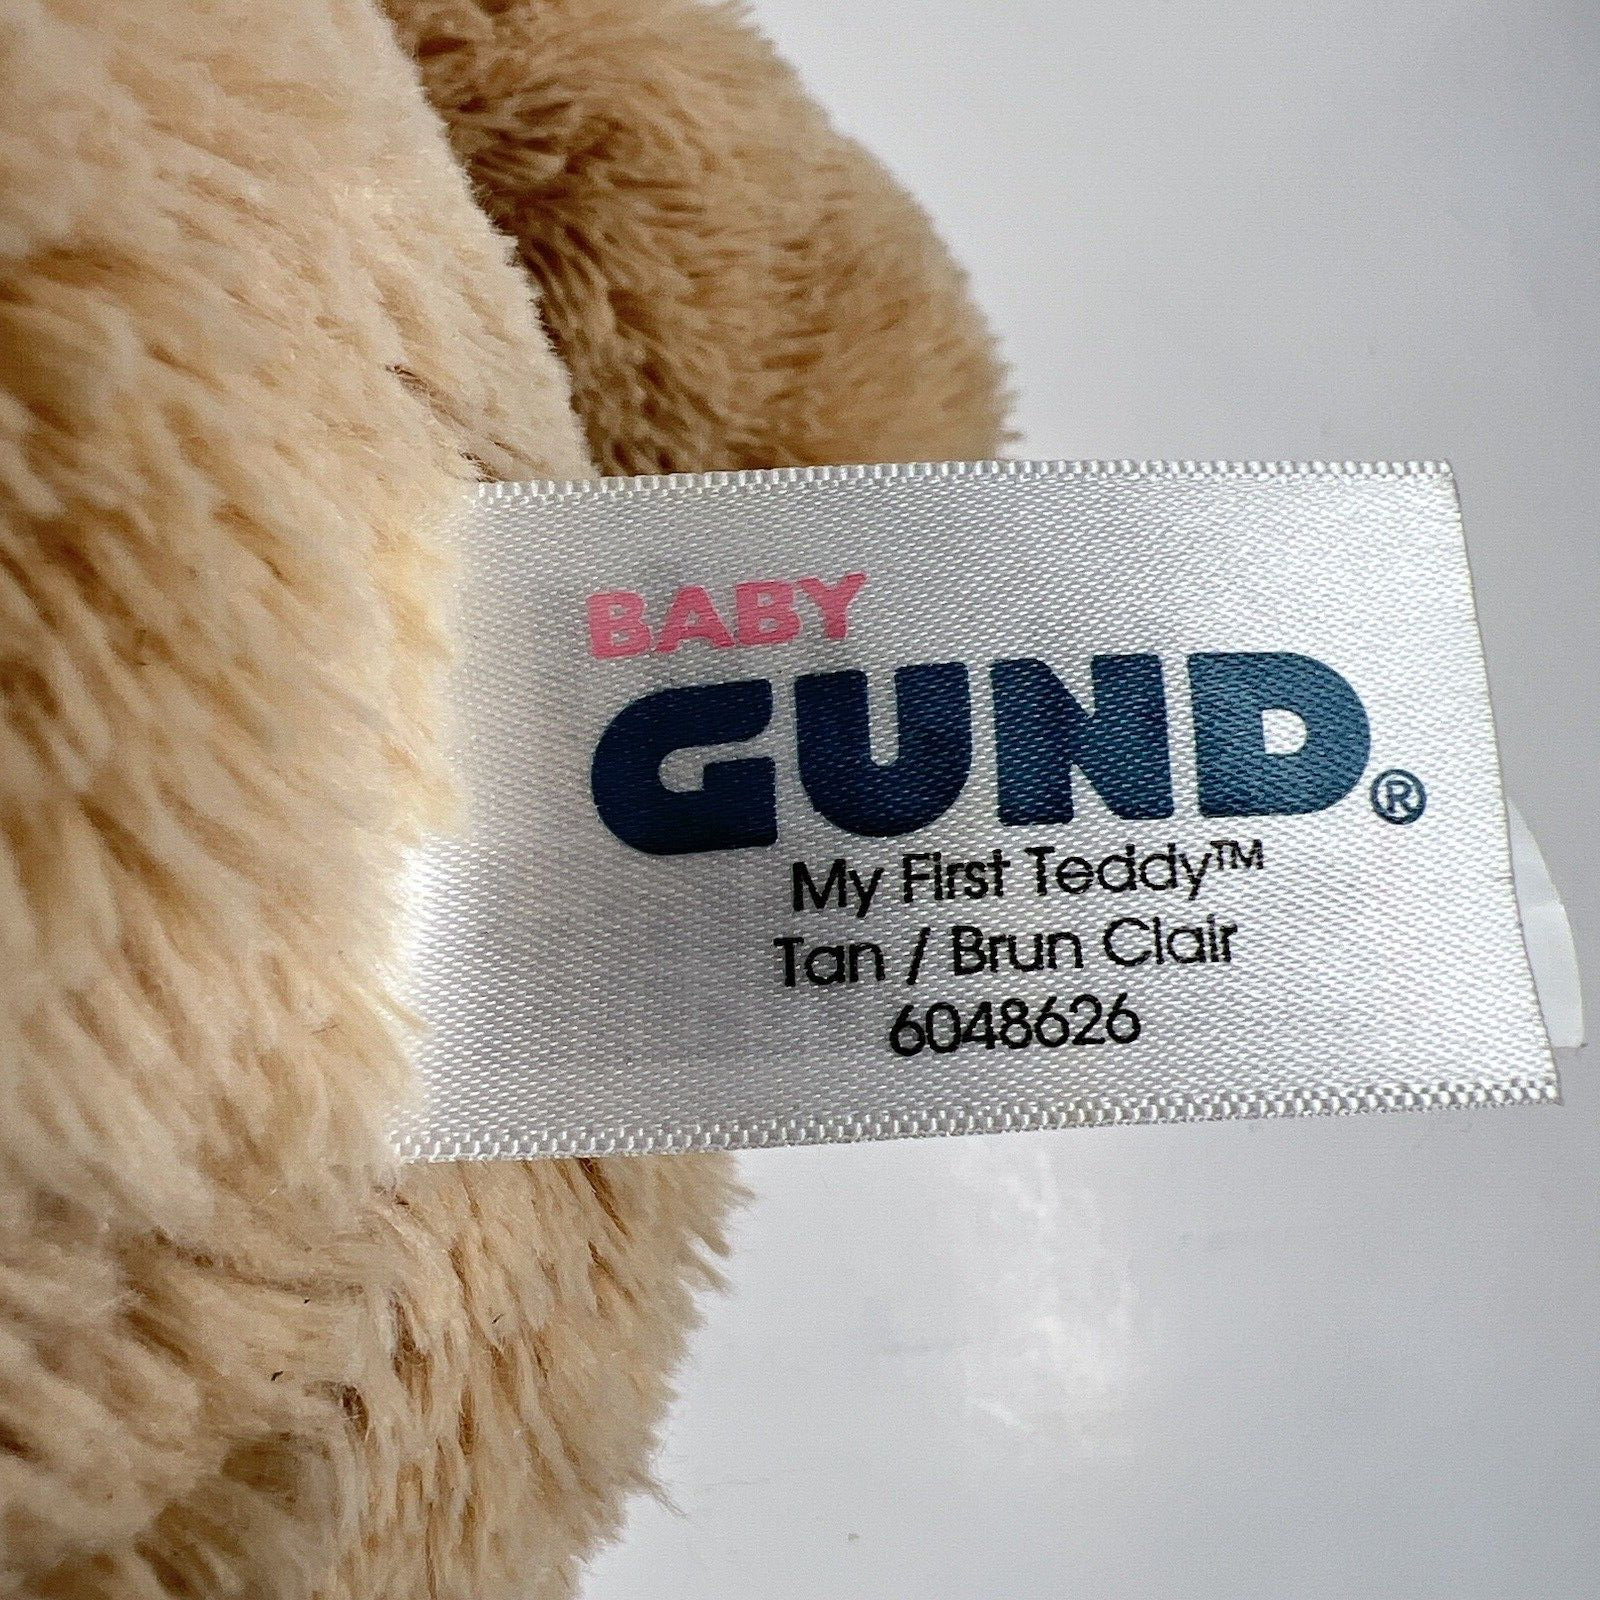 BABY
GUND®
My First Teddy™
Tan / Brun Clair
6048626